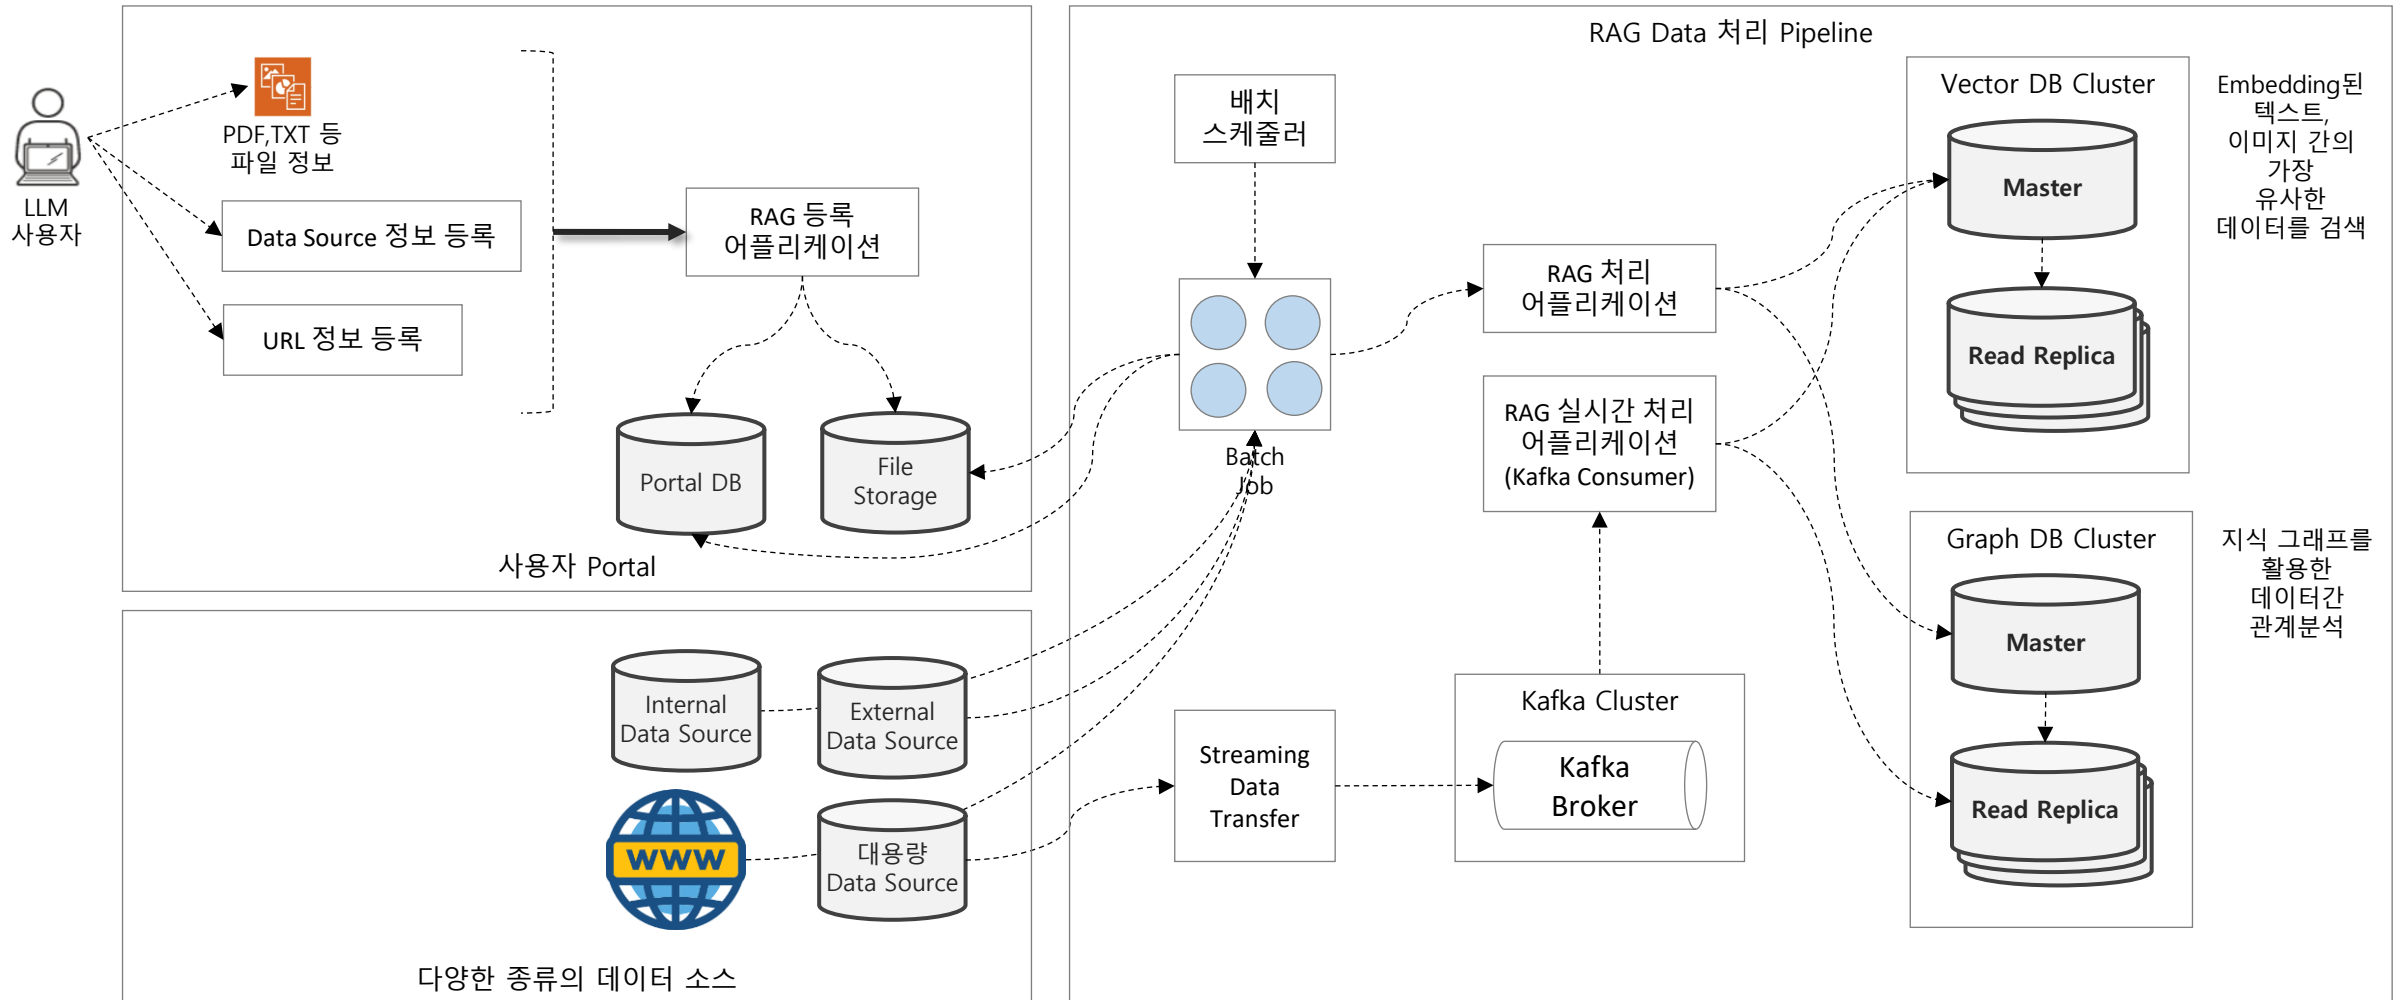 LLM
사용자
PDF,TXT 등
파일 정보
Data Source 정보 등록
URL 정보 등록
RAG 등록
어플리케이션
Portal DB
File
Storage
사용자 Portal
Internal
Data Source
External
Data Source
WWW
대용량
Data Source
다양한 종류의 데이터 소스
RAG Data 처리 Pipeline
배치
스케줄러
Batch
Job
RAG 처리
어플리케이션
RAG 실시간 처리
어플리케이션
(Kafka Consumer)
Streaming
Data
Transfer
Kafka Cluster
Kafka
Broker
Vector DB Cluster
Master
Read Replica
Embedding된
텍스트,
이미지 간의
가장
유사한
데이터를 검색
Graph DB Cluster
Master
Read Replica
지식 그래프를
활용한
데이터간
관계분석